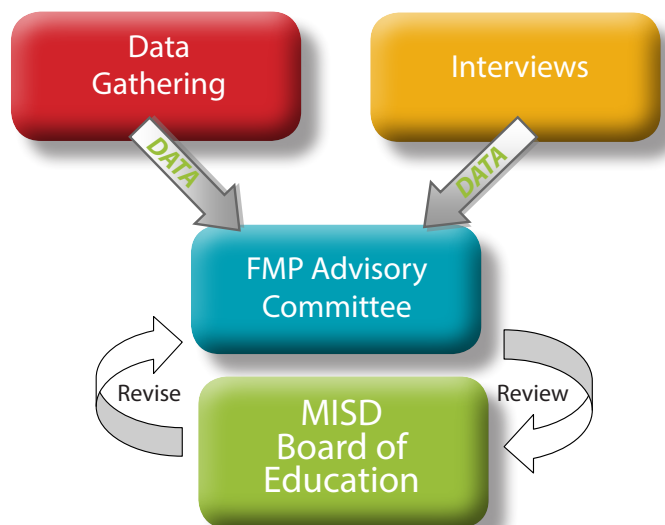 Data
Gathering
Interviews
DATA
DATA
FMP Advisory
Committee
Revise
Review
MISD
Board of
Education